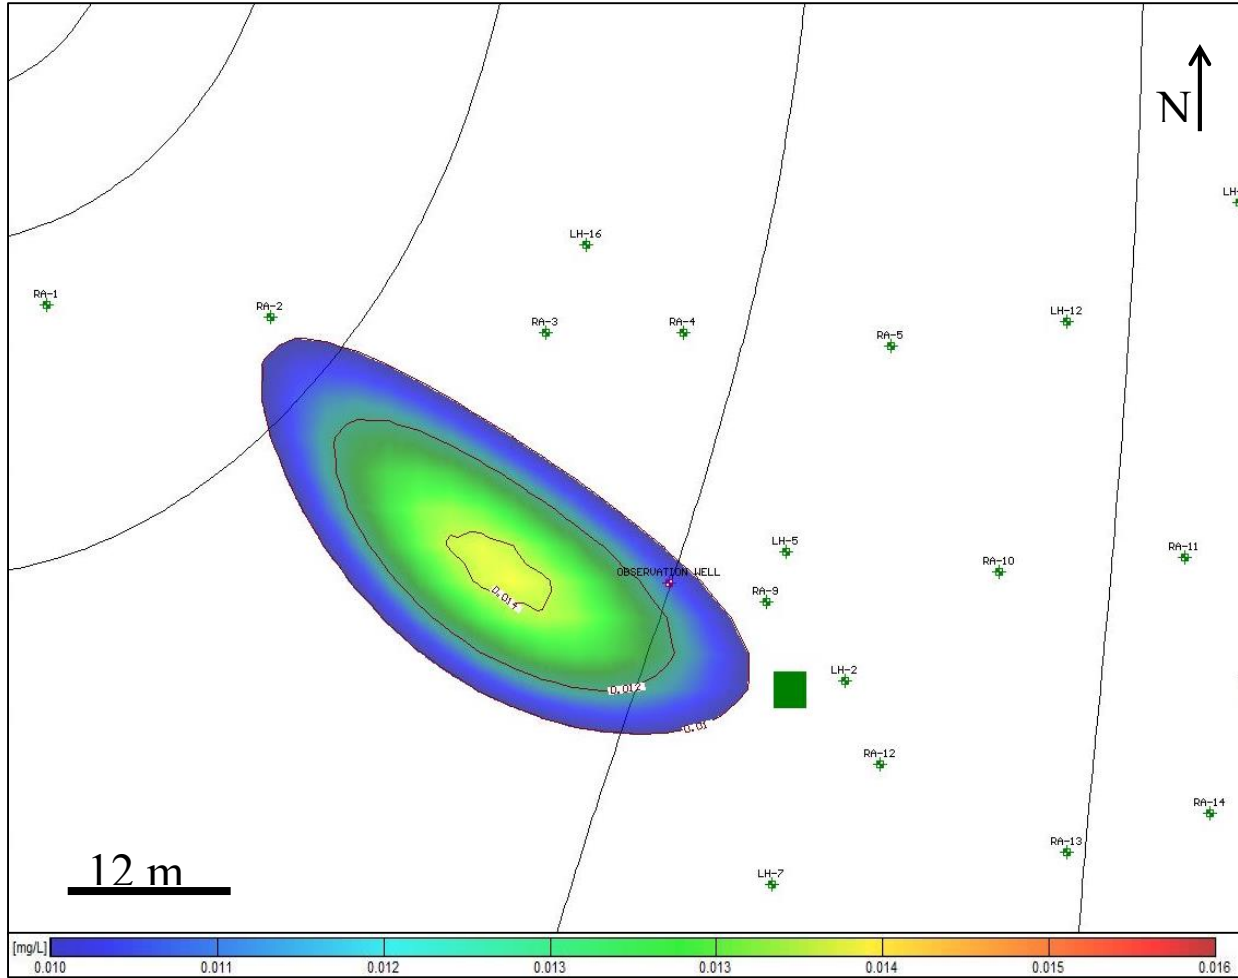 N
LH-
LH-16
RA-1
RA-2
RA-3
RA-4
LH-12
RA-5
LH-5
RA-11
OBSERVATION WELL
RA-10
RA-9
0.014
LH-2
0.012
0.01
RA-12
RA-14
RA-13
12 m
LH-7
[mg/L]
0.010 0.011 0.012 0.013 0.013 0.014 0.015 0.016